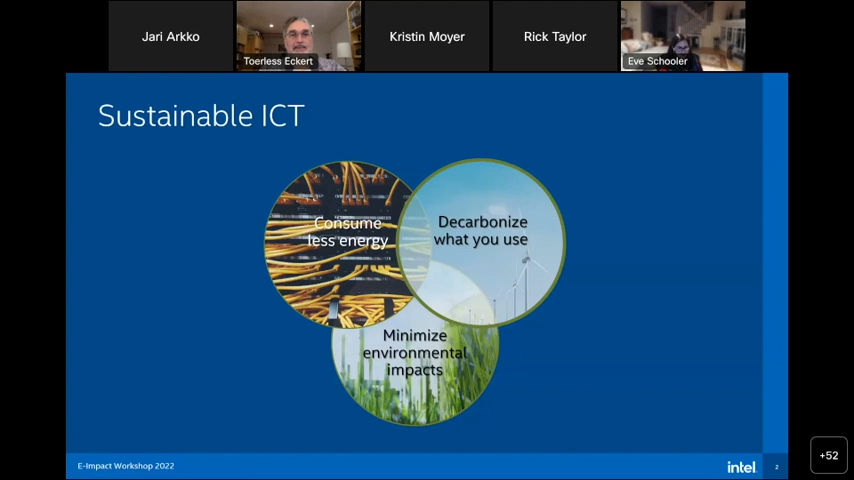 Jari Arkko
Toerless Eckert
Kristin Moyer
Rick Taylor
Eve Schooler
Sustainable ICT
Consume
less energy
Decarbonize
what you use
Minimize
environmental
impacts
E-Impact Workshop 2022
intel.
2
+52